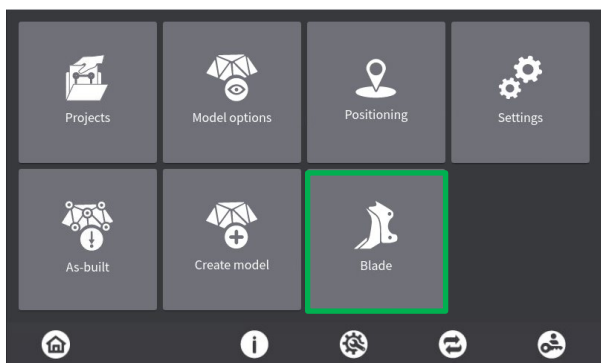 Projects
Model options
Positioning
Settings
As-built
Create model
Blade